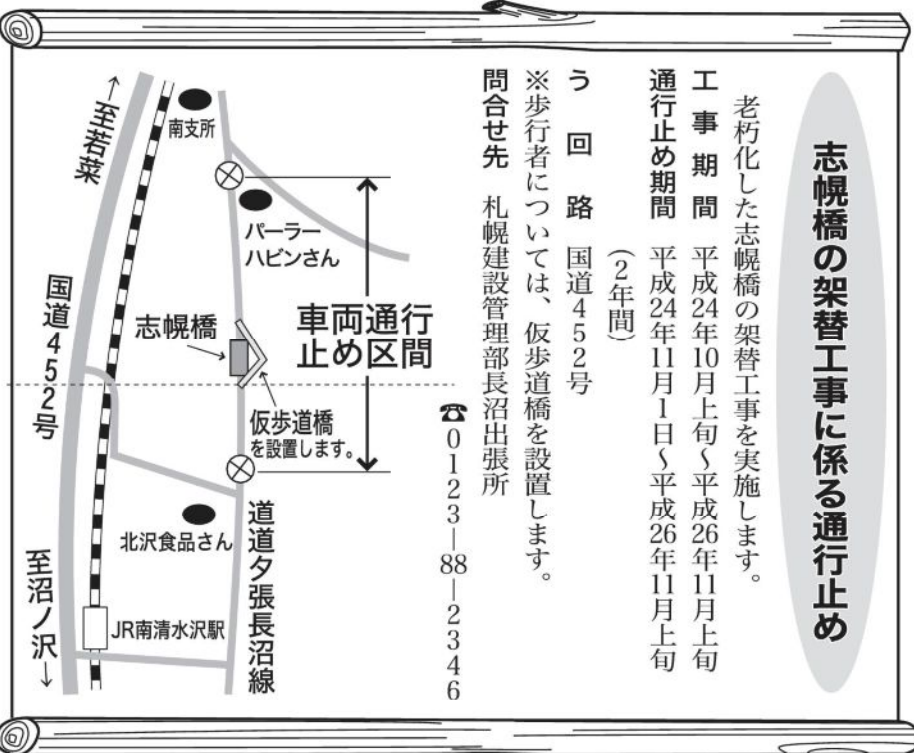 志幌橋の架替工事に係る通行止め
老朽化した志幌橋の架替工事を実施します。
工事期間　平成24年10月上旬～平成26年11月上旬
通行止め期間　平成24年11月1日～平成26年11月上旬
（2年間）
う回路　国道452号
※歩行者については、仮歩道橋を設置します。
問合せ先　札幌建設管理部長沼出張所
☎0123―88―2346
←至若菜
南支所
パーラー
ハビンさん
国道452号
志幌橋
車両通行
止め区間
仮歩道橋
を設置します。
北沢食品さん
道道夕張長沼線
至沼ノ沢→
JR南清水沢駅